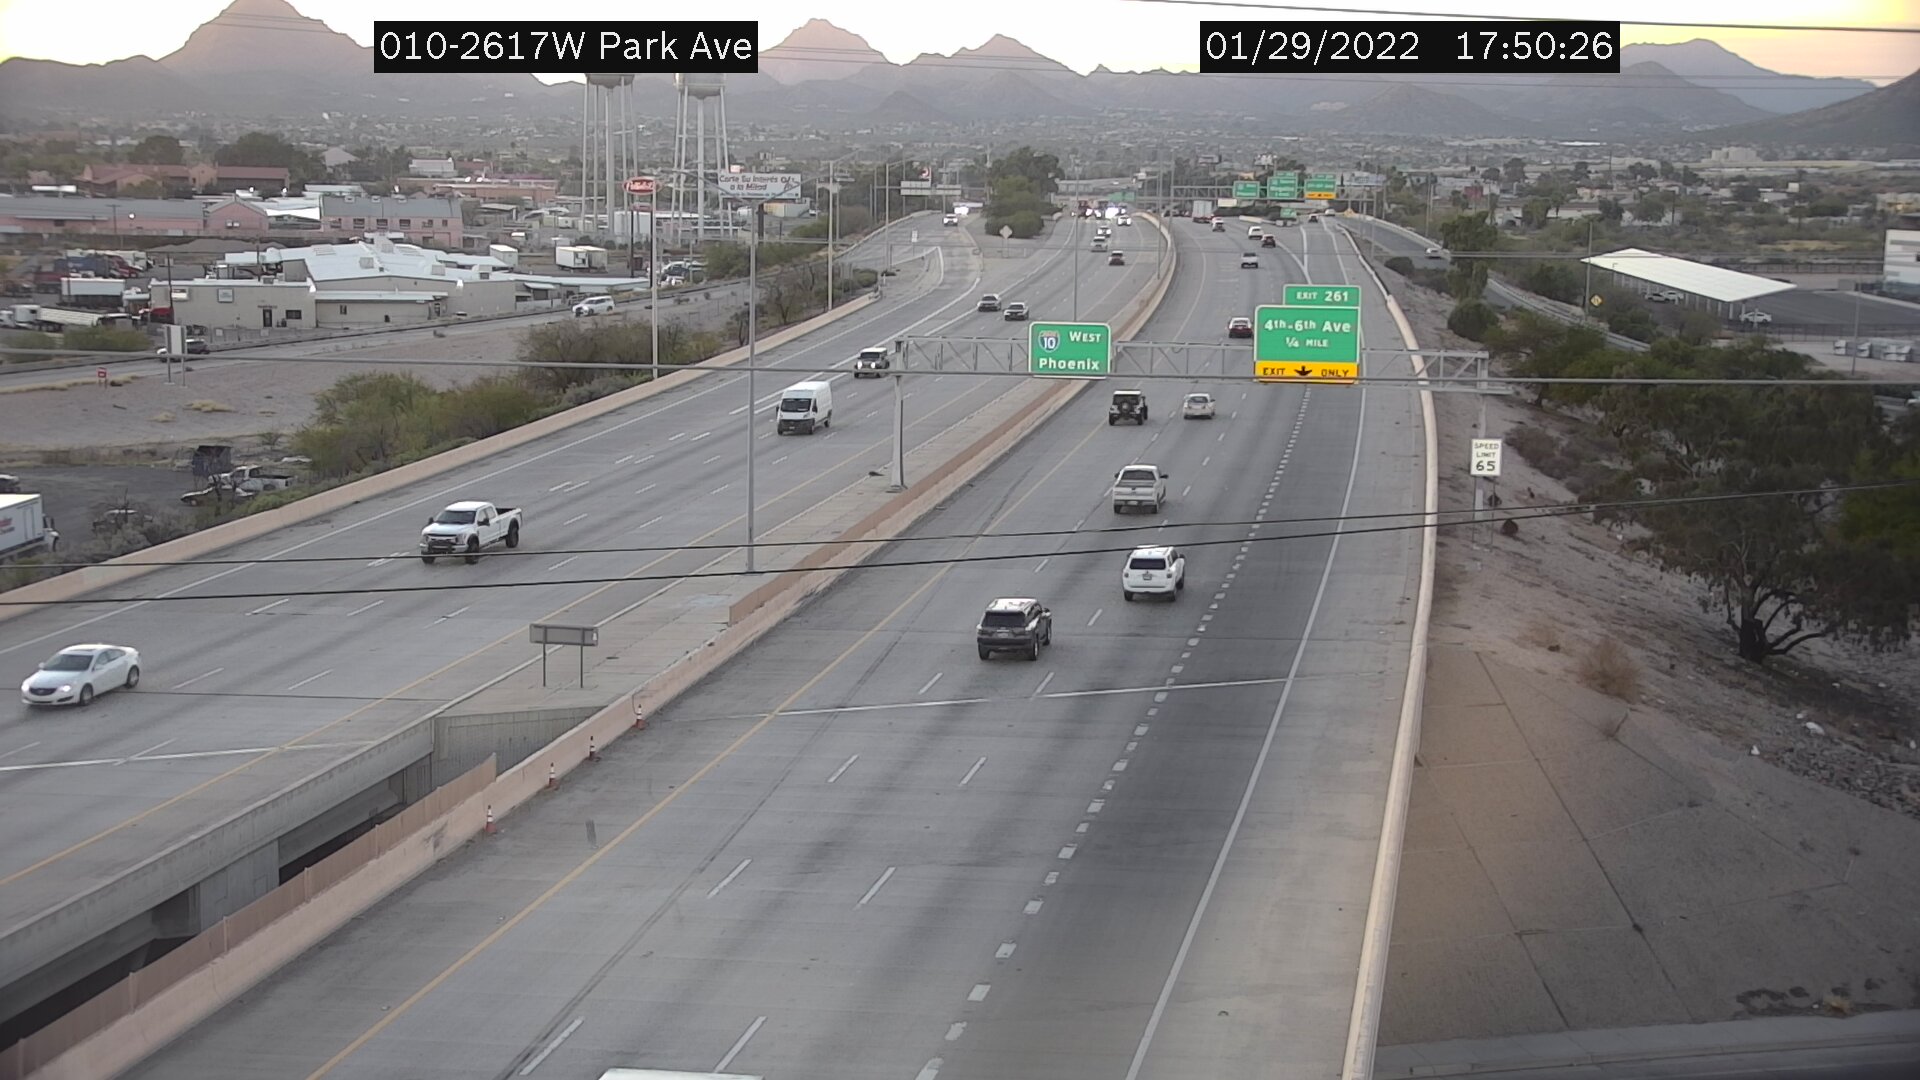 010-2617W Park Ave
01/29/2022 17:50:26
EXIT 261
10 WEST
Phoenix
4th-6th Ave
1/4 MILE
EXIT ONLY
SPEED
LIMIT
65